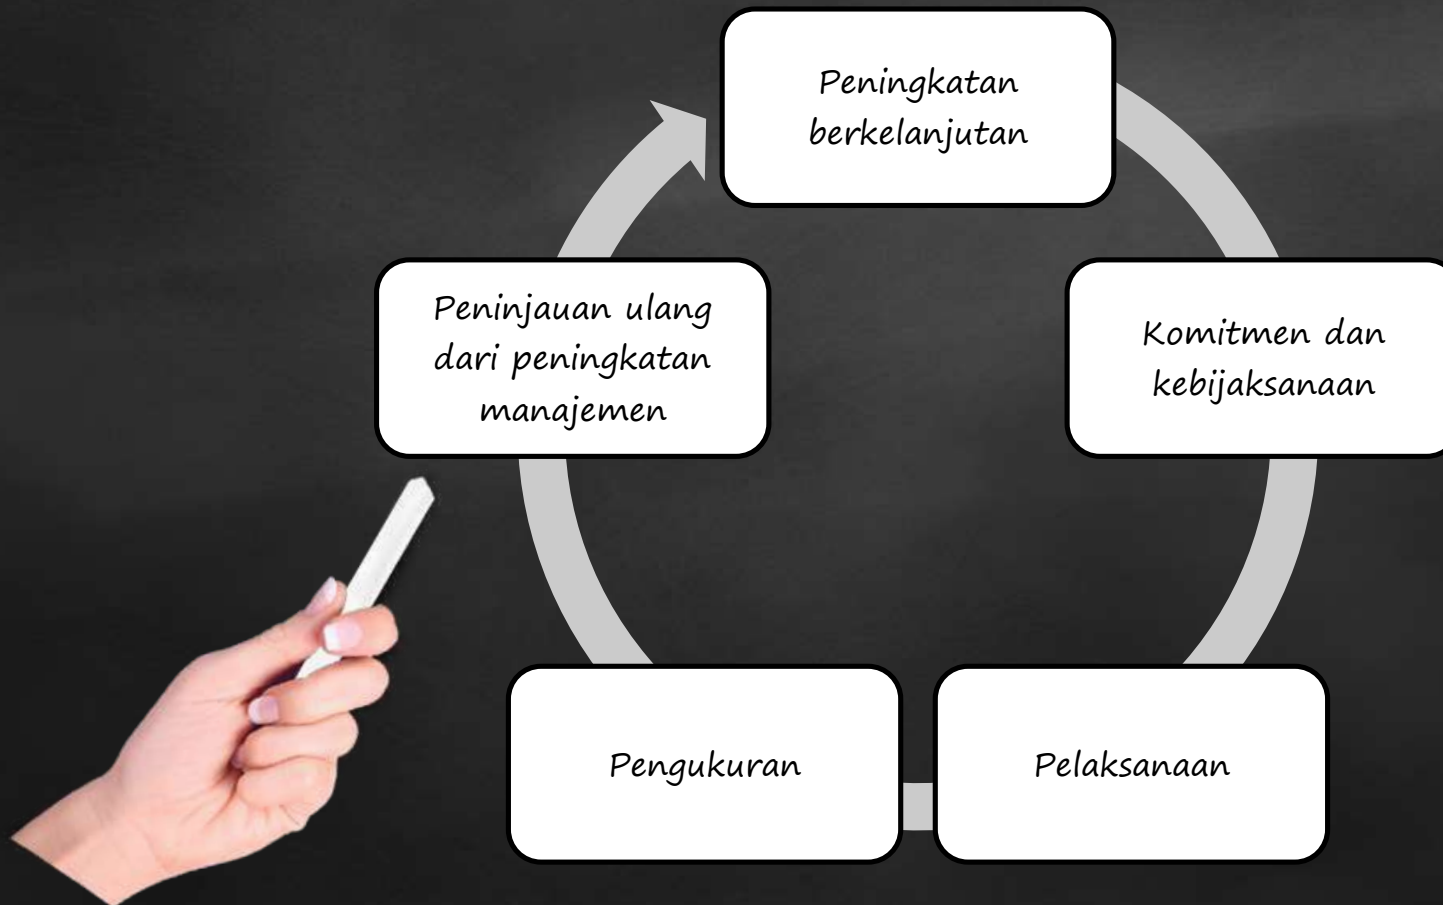 Peningkatan
berkelanjutan
Komitmen dan
kebijaksanaan
Pelaksanaan
Pengukuran
Peninjauan ulang
dari peningkatan
manajemen